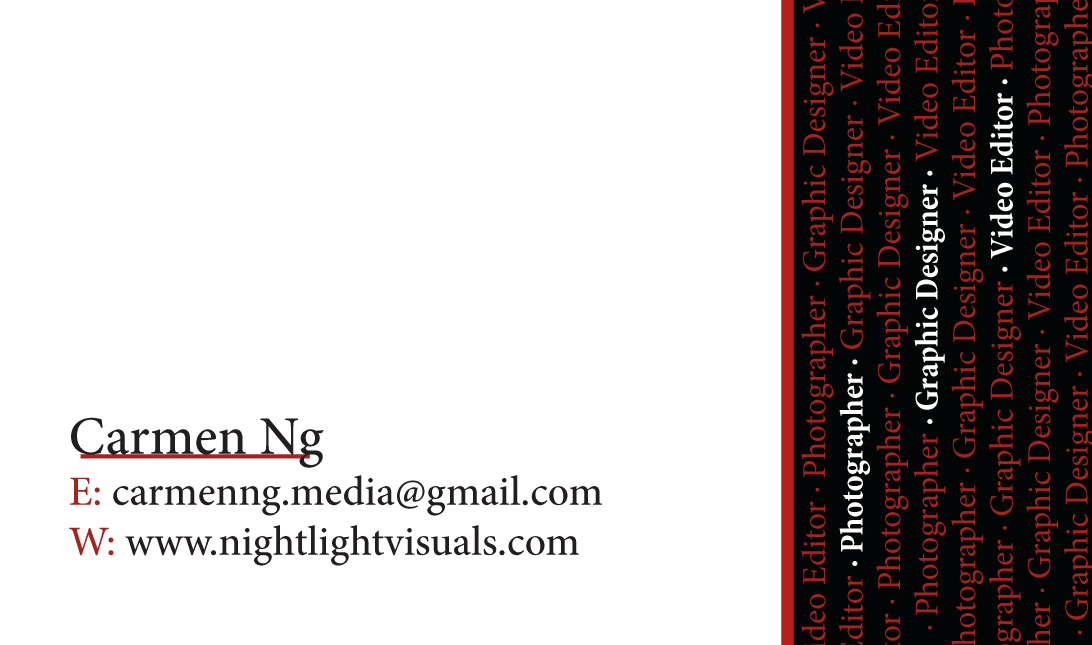 Carmen Ng
E: carmenng.media@gmail.com
W: www.nightlightvisuals.com
ideo Editor · Photographer · Graphic Designer · V
Editor · Photographer · Graphic Designer · Video
tor · Photographer · Graphic Designer · Video Edi
· Photographer · Graphic Designer · Video Editor
hotographer · Graphic Designer · Video Editor ·
grapher · Graphic Designer · Video Editor · Photo
her · Graphic Designer · Video Editor · Photograp
· Graphic Designer · Video Editor · Photographe